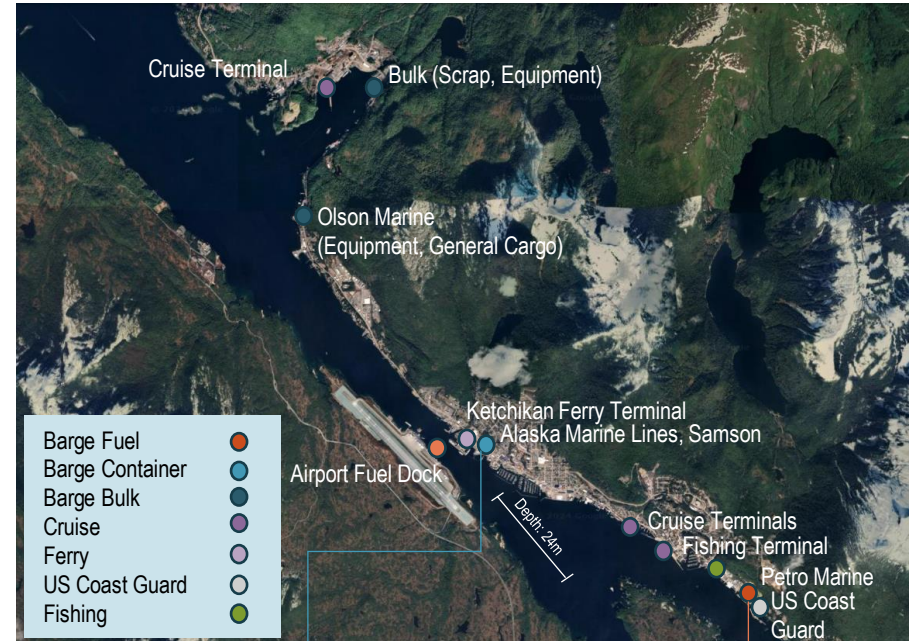 Cruise Terminal
Bulk (Scrap, Equipment)
Olson Marine
(Equipment, General Cargo)
Ketchikan Ferry Terminal
Alaska Marine Lines, Samson
Airport Fuel Dock
Depth: 24m
Cruise Terminals
Fishing Terminal
Petro Marine
US Coast
Guard
Barge Fuel
Barge Container
Barge Bulk
Cruise
Ferry
US Coast Guard
Fishing